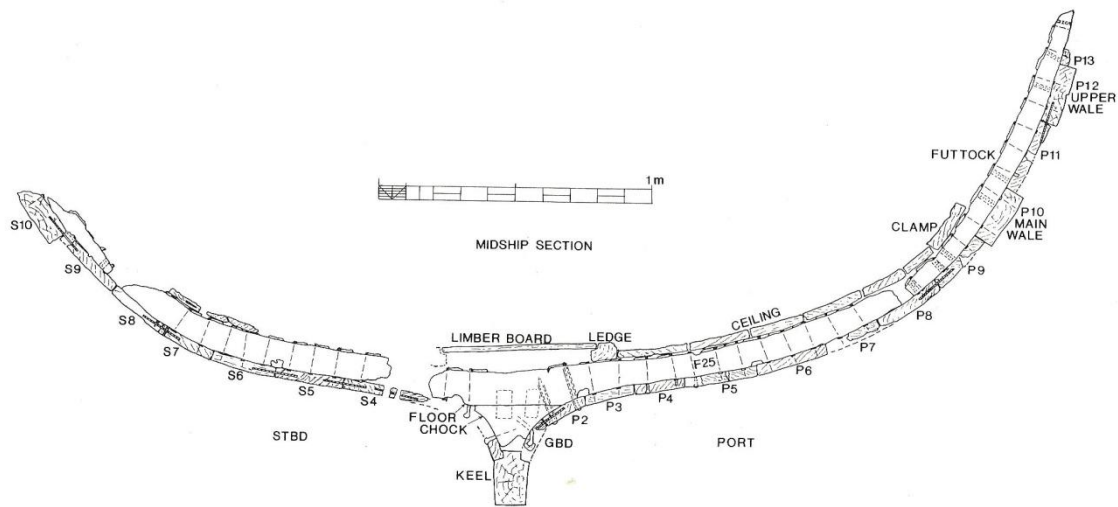 P13
P12
UPPER
WALE
FUTTOCK
P11
1m
P10
MAIN
WALE
CLAMP
S10
MIDSHIP SECTION
S9
P9
S8
P8
CEILING
LIMBER BOARD
LEDGE
S7
P7
S6
F25
P6
S5
P5
S4
P4
P3
P2
FLOOR
CHOCK
STBD
GBD
PORT
KEEL